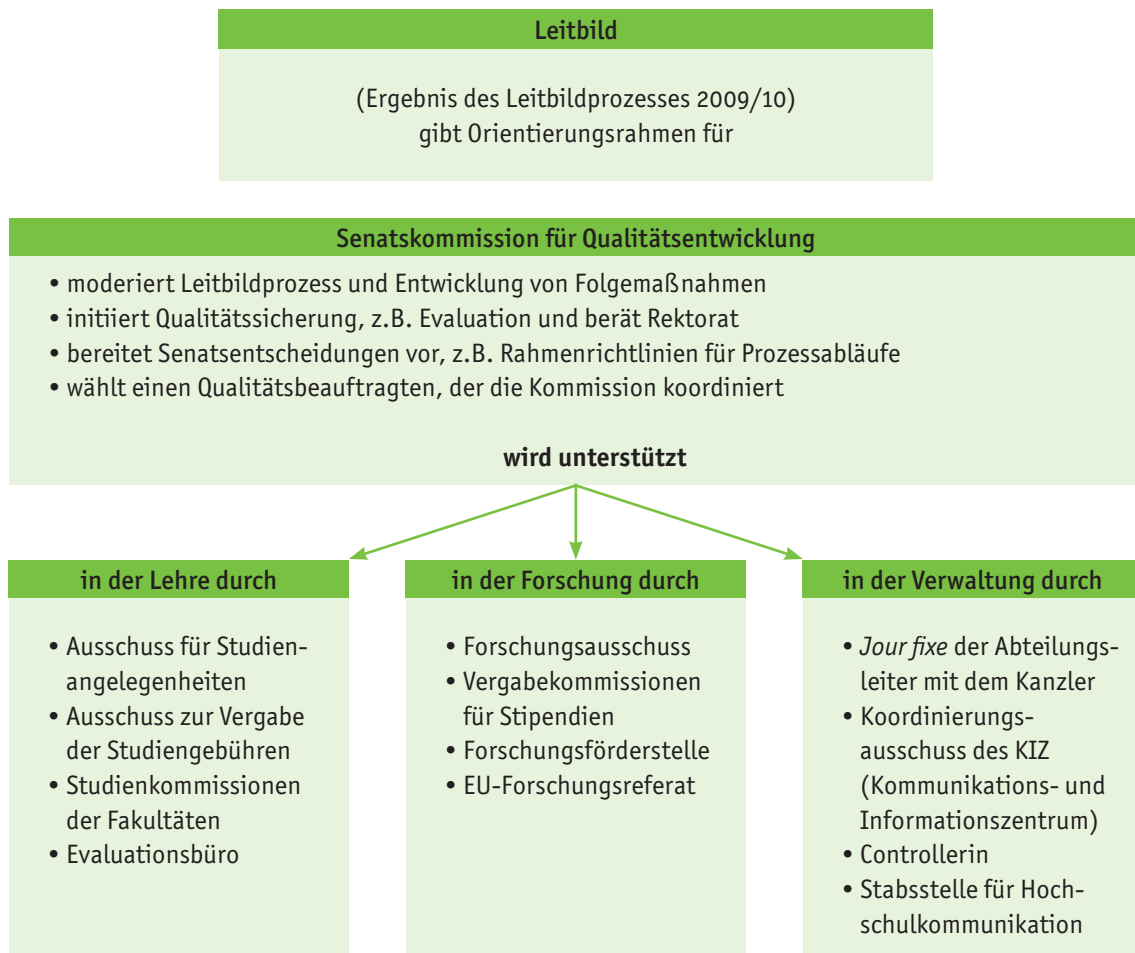 Leitbild
(Ergebnis des Leitbildprozesses 2009/10)
gibt Orientierungsrahmen für
Senatskommission für Qualitätsentwicklung
• moderiert Leitbildprozess und Entwicklung von Folgemaßnahmen
• initiiert Qualitätssicherung, z.B. Evaluation und berät Rektorat
• bereitet Senatsentscheidungen vor, z.B. Rahmenrichtlinien für Prozessabläufe
• wählt einen Qualitätsbeauftragten, der die Kommission koordiniert
wird unterstützt
in der Lehre durch
• Ausschuss für Studien-
angelegenheiten
• Ausschuss zur Vergabe
der Studiengebühren
• Studienkommissionen
der Fakultäten
• Evaluationsbüro
in der Forschung durch
• Forschungsausschuss
• Vergabekommissionen
für Stipendien
• Forschungsförderstelle
• EU-Forschungsreferat
in der Verwaltung durch
• Jour fixe der Abteilungs-
leiter mit dem Kanzler
• Koordinierungs-
ausschuss des KIZ
(Kommunikations- und
Informationszentrum)
• Controllerin
• Stabsstelle für Hoch-
schulkommunikation